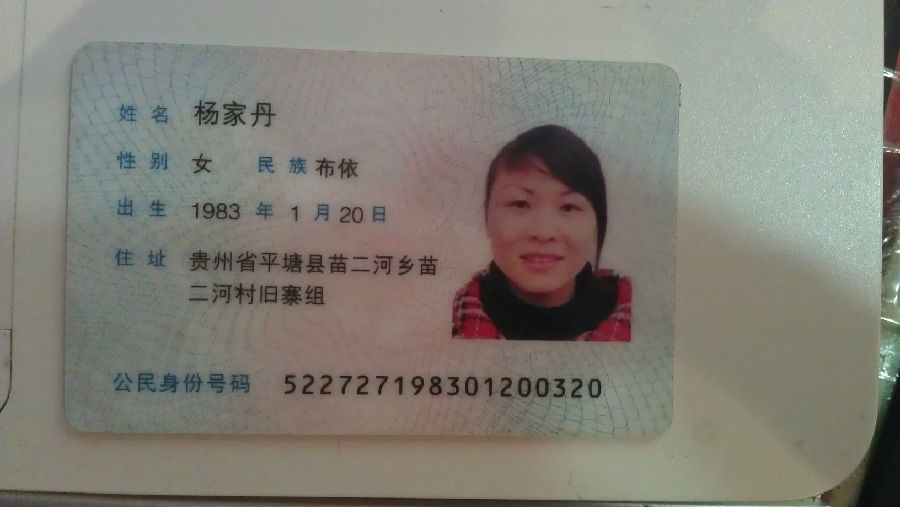 姓名 杨家丹
性别 女 民族 布依
出生 1983 年 1 月 20 日
住址 贵州省平塘县苗二河乡苗
二河村旧寨组
公民身份号码 522727198301200320